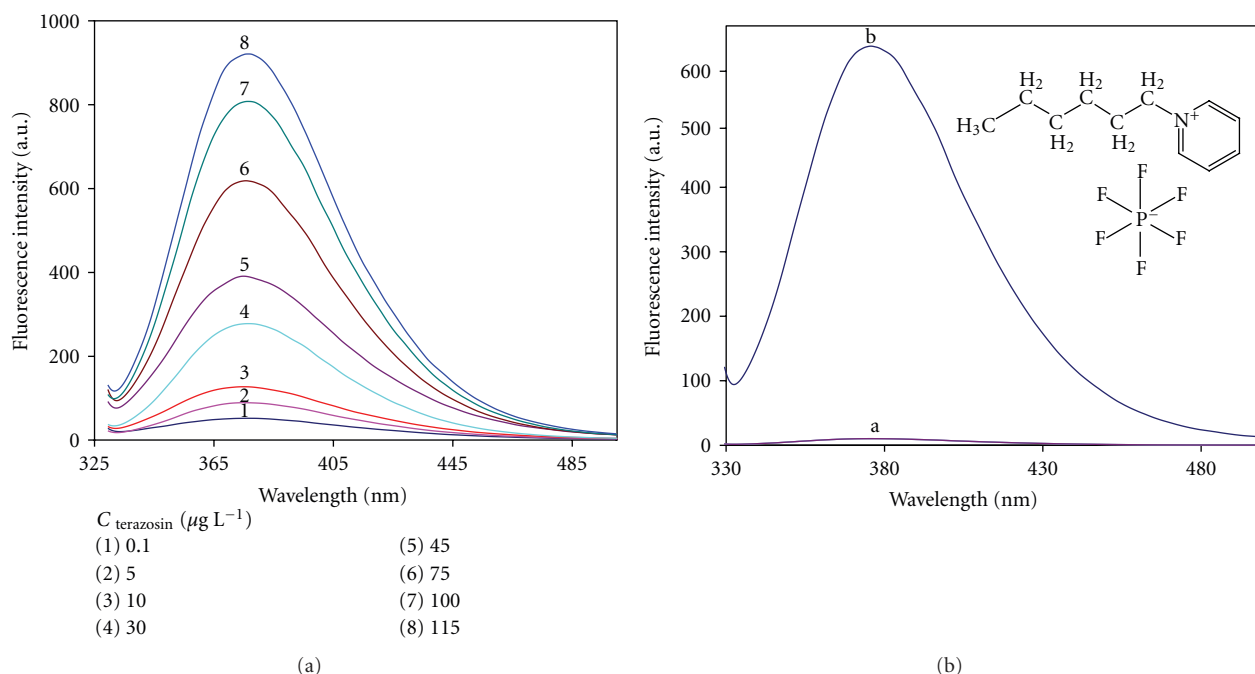 1000
800
600
400
200
0
Fluorescence intensity (a.u.)
8
7
6
5
4
3
2
1
325 365 405 445 485
Wavelength (nm)
C terazosin (μg L−1)
(1) 0.1
(2) 5
(3) 10
(4) 30
(5) 45
(6) 75
(7) 100
(8) 115
(a)
600
500
400
300
200
100
0
Fluorescence intensity (a.u.)
b
a
H2 H2 H2
C C C
H3C C C N+
H2 H2
F
F F
P−
F F
F
330 380 430 480
Wavelength (nm)
(b)